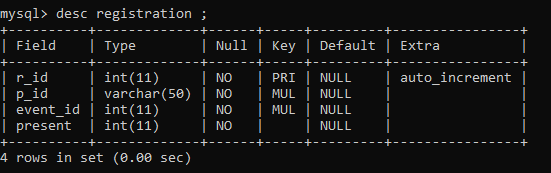 mysql> desc registration ;
+----------+-------------+------+-----+---------+----------------+
| Field    | Type        | Null | Key | Default | Extra          |
+----------+-------------+------+-----+---------+----------------+
| r_id     | int(11)     | NO   | PRI | NULL    | auto_increment |
| p_id     | varchar(50) | NO   | MUL | NULL    |                |
| event_id | int(11)     | NO   | MUL | NULL    |                |
| present  | int(11)     | NO   |     | NULL    |                |
+----------+-------------+------+-----+---------+----------------+
4 rows in set (0.00 sec)